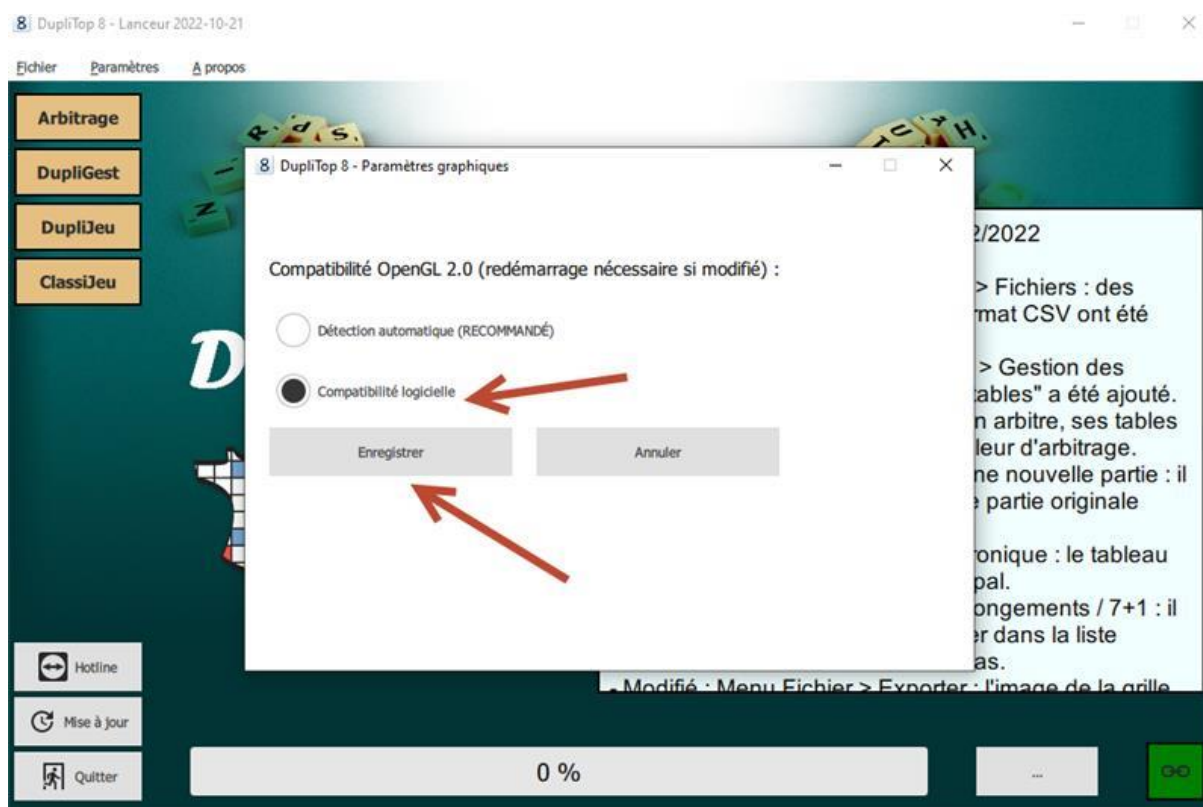 8 DupliTop 8 - Lanceur 2022-10-21
Fichier Paramètres A propos
Arbitrage
DupliGest
DupliJeu
ClassiJeu
R d S
U H
N
D
8 DupliTop 8 - Paramètres graphiques
Compatibilité OpenGL 2.0 (redémarrage nécessaire si modifié) :
Détection automatique (RECOMMANDÉ)
Compatibilité logicielle
Enregistrer Annuler
2/2022
> Fichiers : des
rmat CSV ont été
> Gestion des
tables" a été ajouté.
n arbitre, ses tables
leur d'arbitrage.
ne nouvelle partie : il
partie originale
onique : le tableau
pal.
ongements / 7+1 : il
er dans la liste
as.
- Modifié : Menu Fichier > Exporter : l'image de la grille
Hotline
Mise à jour
Quitter
0 %
...